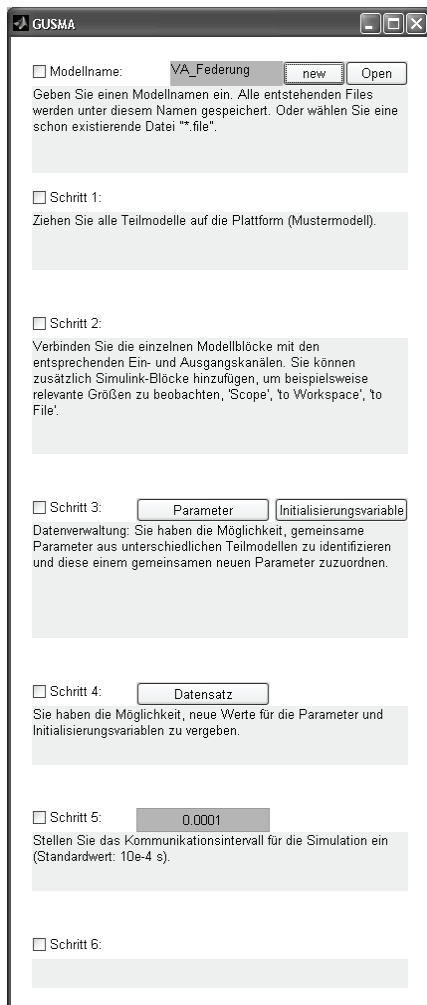 GUSMA
Modellname: VA_Federung new Open
Geben Sie einen Modellnamen ein. Alle entstehenden Files
werden unter diesem Namen gespeichert. Oder wählen Sie eine
schon existierende Datei "*.file".
Schritt 1:
Ziehen Sie alle Teilmodelle auf die Plattform (Mustermodell).
Schritt 2:
Verbinden Sie die einzelnen Modellblöcke mit den
entsprechenden Ein- und Ausgangskanälen. Sie können
zusätzlich Simulink-Blöcke hinzufügen, um beispielsweise
relevante Größen zu beobachten, 'Scope', 'to Workspace', 'to
File'.
Schritt 3: Parameter Initialisierungsvariable
Datenverwaltung: Sie haben die Möglichkeit, gemeinsame
Parameter aus unterschiedlichen Teilmodellen zu identifizieren
und diese einem gemeinsamen neuen Parameter zuzuordnen.
Schritt 4: Datensatz
Sie haben die Möglichkeit, neue Werte für die Parameter und
Initialisierungsvariablen zu vergeben.
Schritt 5: 0.0001
Stellen Sie das Kommunikationsintervall für die Simulation ein
(Standardwert: 10e-4 s).
Schritt 6: